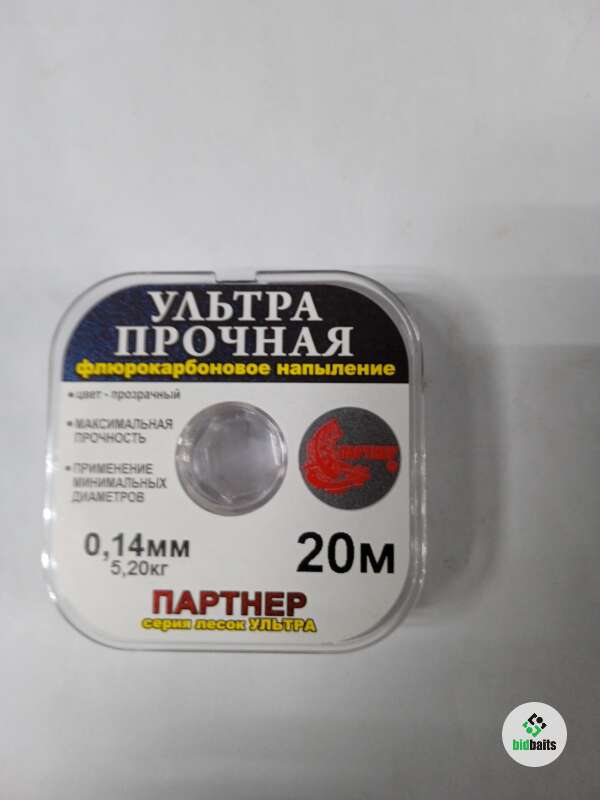 УЛЬТРА
ПРОЧНАЯ
флюрокарбоновое напыление
• цвет - прозрачный
• МАКСИМАЛЬНАЯ
ПРОЧНОСТЬ
• ПРИМЕНЕНИЕ
МИНИМАЛЬНЫХ
ДИАМЕТРОВ
ПАРТНЕР
0,14мм
5,20кг
20м
ПАРТНЕР
серия лесок УЛЬТРА
bidbaits